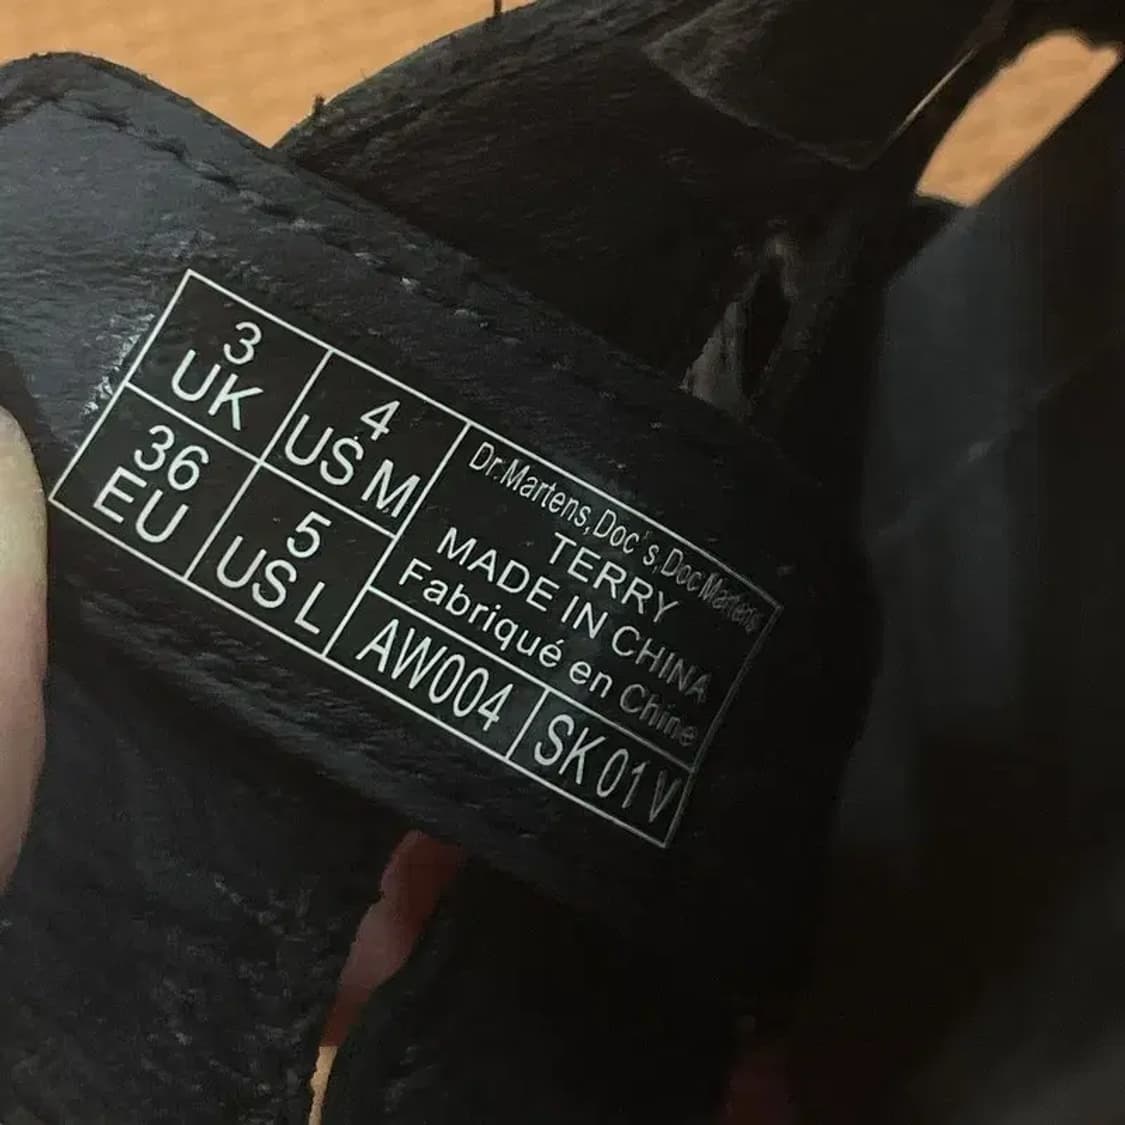 3
UK
4
US M
36
EU
5
US L
Dr.Martens,Doc's,DocMartens
TERRY
MADE IN CHINA
Fabriqué en Chine
AW004
SK 01 V